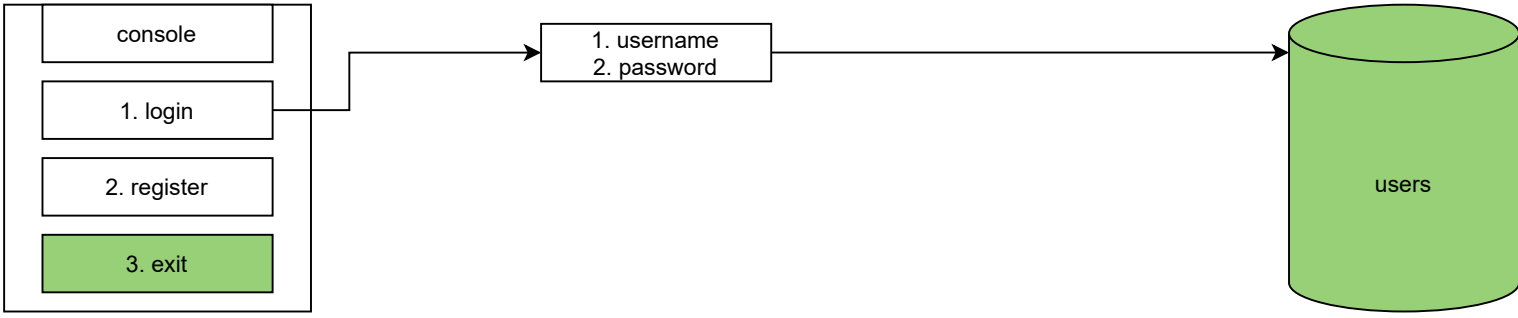 console
1. login
2. register
3. exit
1. username
2. password
users